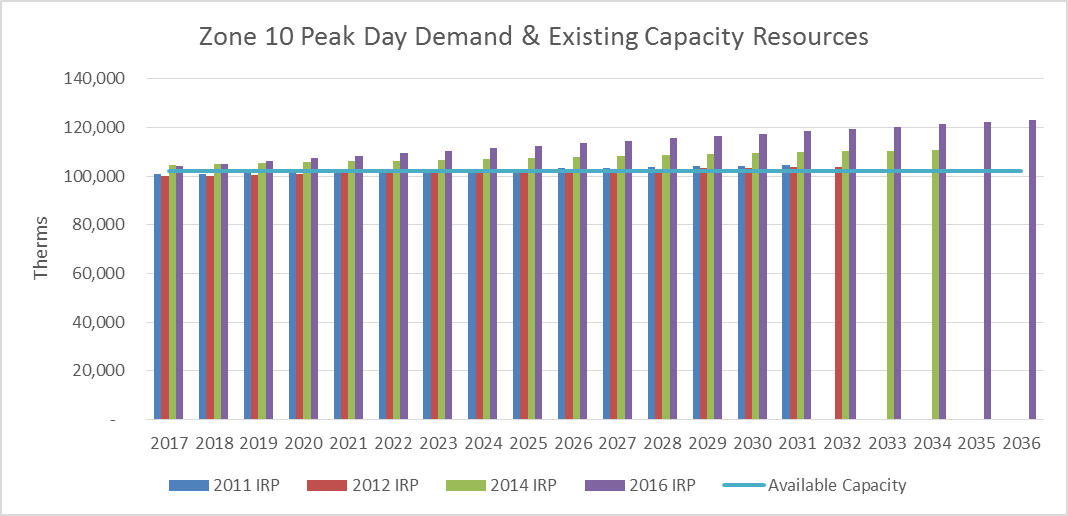 Zone 10 Peak Day Demand & Existing Capacity Resources
140,000
120,000
100,000
80,000
60,000
40,000
20,000
-
Therms
2017 2018 2019 2020 2021 2022 2023 2024 2025 2026 2027 2028 2029 2030 2031 2032 2033 2034 2035 2036
2011 IRP 2012 IRP 2014 IRP 2016 IRP Available Capacity